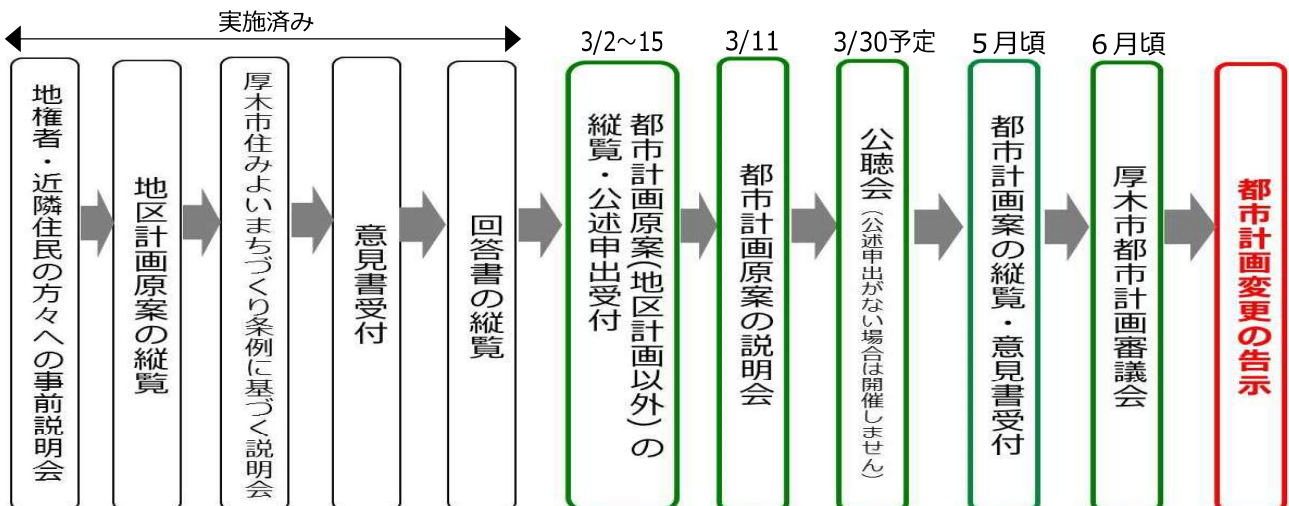 実施済み
地権者・近隣住民の方々への事前説明会
地区計画原案の縦覧
厚木市住みよいまちづくり条例に基づく説明会
意見書受付
回答書の縦覧
3/2～15
都市計画原案(地区計画以外)の
縦覧・公述申出受付
3/11
都市計画原案の説明会
3/30予定
公聴会(公述申出がない場合は開催しません)
５月頃
都市計画案の縦覧・意見書受付
６月頃
厚木市都市計画審議会
都市計画変更の告示